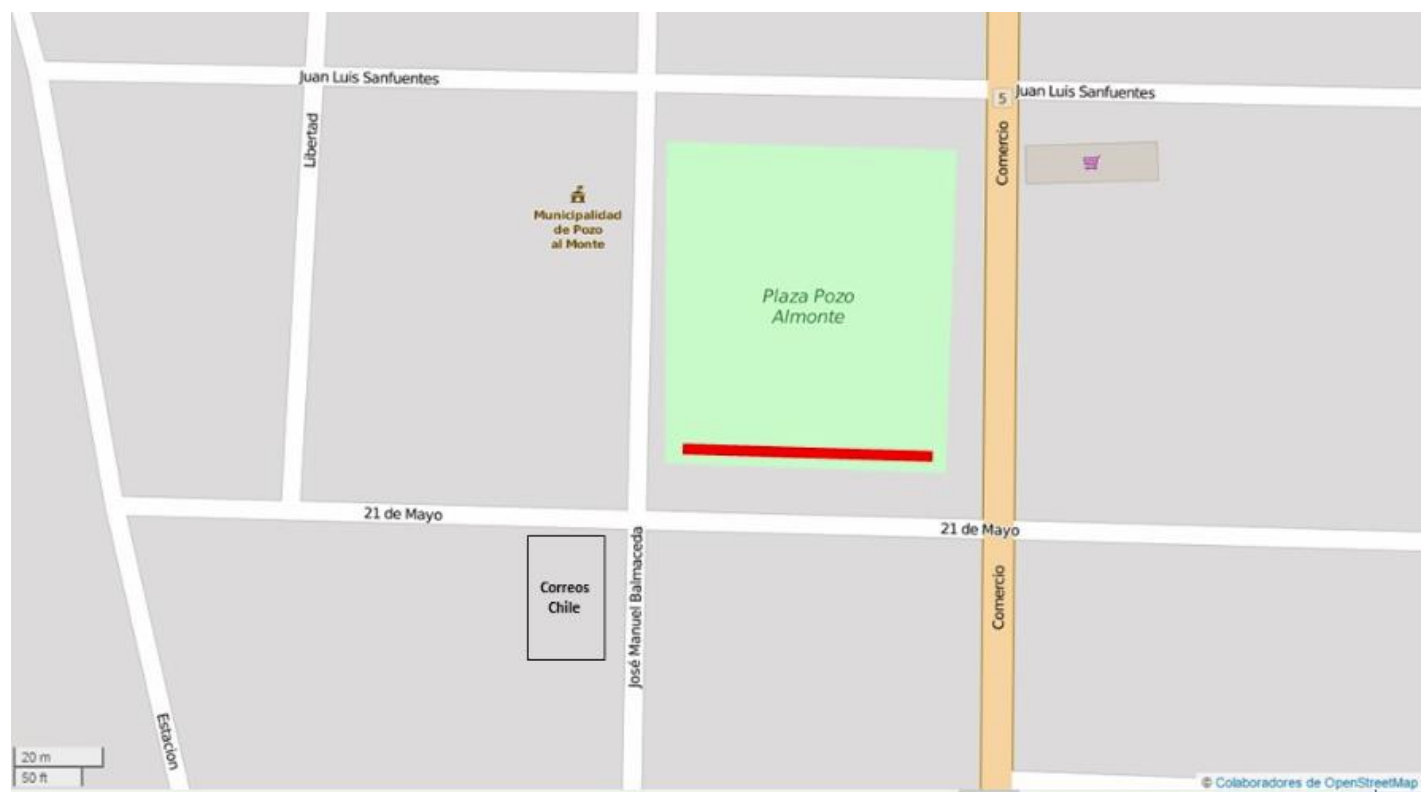 Juan Luis Sanfuentes
5
Juan Luis Sanfuentes
Libertad
Comercio
Municipalidad
de Pozo
al Monte
Plaza Pozo
Almonte
21 de Mayo
21 de Mayo
José Manuel Balmaceda
Correos
Chile
Comercio
Estacion
20 m
50 ft
© Colaboradores de OpenStreetMap